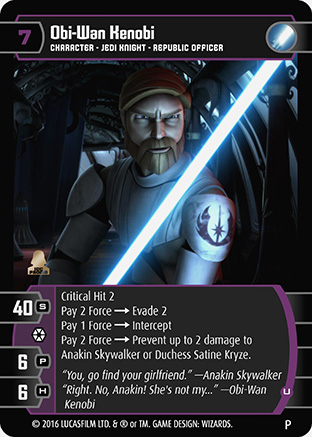 7
Obi-Wan Kenobi
CHARACTER - JEDI KNIGHT - REPUBLIC OFFICER
40 S
6 P
6 H
Critical Hit 2
Pay 2 Force → Evade 2
Pay 1 Force → Intercept
Pay 2 Force → Prevent up to 2 damage to
Anakin Skywalker or Duchess Satine Kryze.
"You, go find your girlfriend." —Anakin Skywalker
"Right. No, Anakin! She's not my..." —Obi-Wan
Kenobi
U
© 2016 LUCASFILM LTD. & ® or TM. GAME DESIGN: WIZARDS.
P